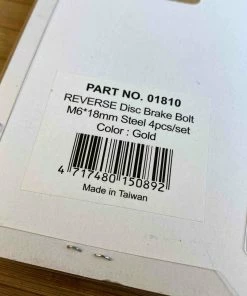 PART NO. 01810
REVERSE Disc Brake Bolt
M6*18mm Steel 4pcs/set
Color : Gold
4 717480 150892
Made in Taiwan